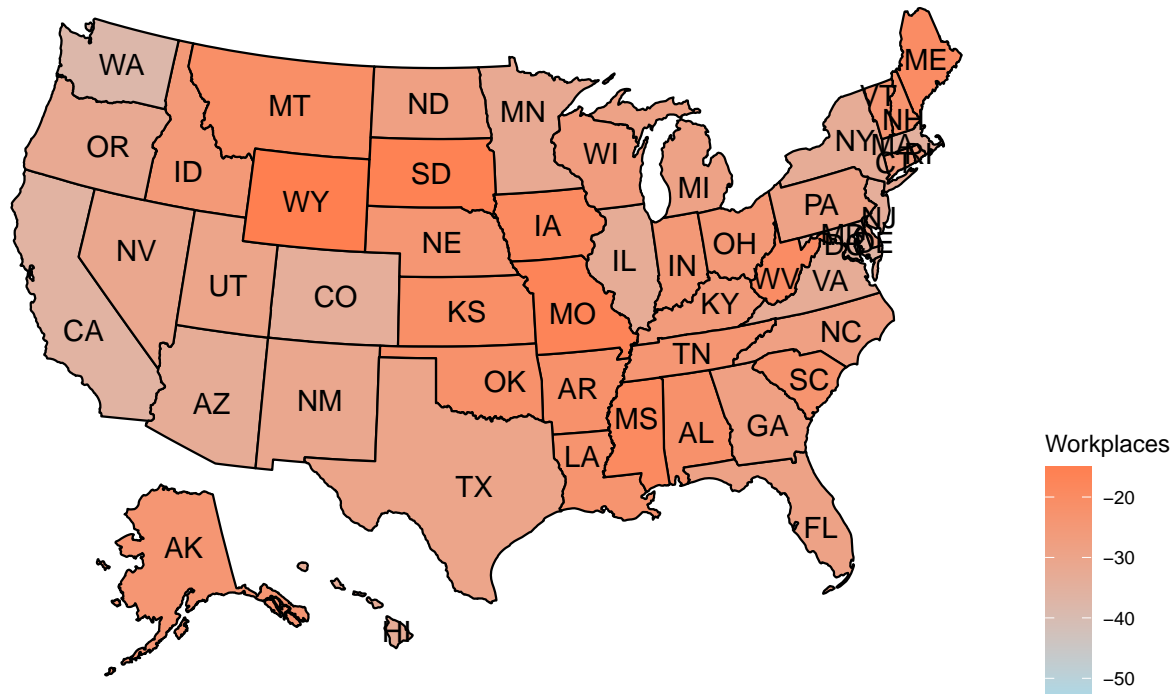 ME
WA
VT
MT
ND
MN
NH
NY
MA
OR
WI
RI
CT
ID
SD
MI
WY
PA
NJ
IA
NE
OH
MD
DE
DC
NV
IL
IN
UT
CO
WV
VA
KY
KS
MO
CA
NC
TN
OK
SC
AR
AZ
NM
MS
AL
GA
LA
TX
FL
AK
HI
Workplaces
−20
−30
−40
−50